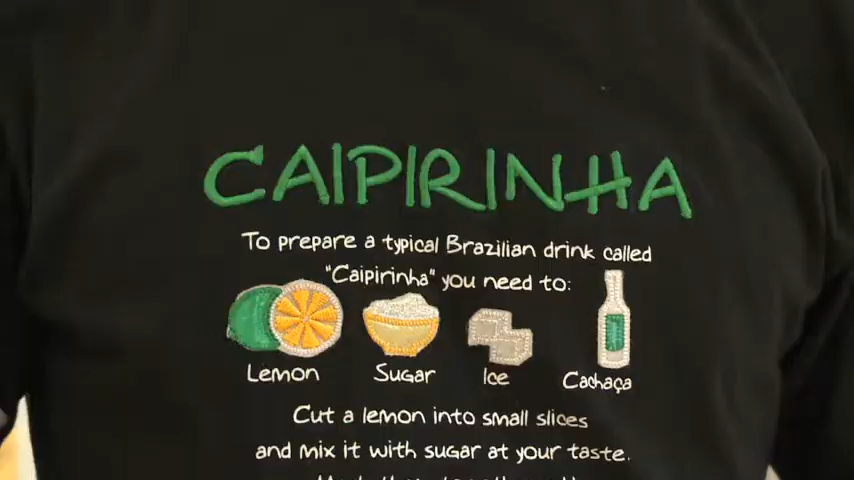 CAIPIRINHA
To prepare a typical Brazilian drink called
"Caipirinha" you need to:
Lemon Sugar Ice Cachaça
Cut a lemon into small slices
and mix it with sugar at your taste.